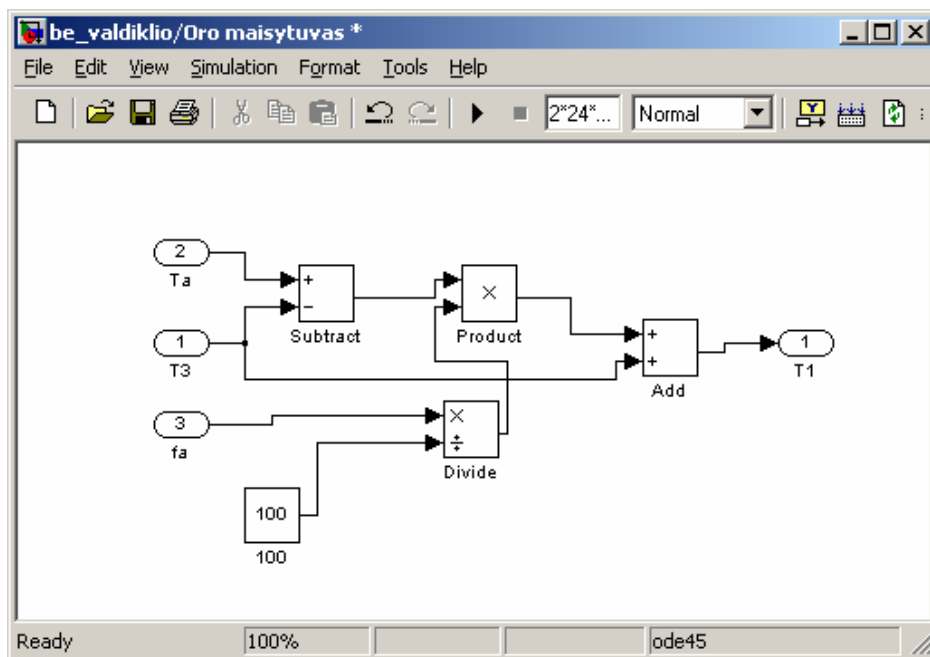 be_valdiklio/Oro maisytuvas *
File Edit View Simulation Format Tools Help
2*24*... Normal
2
Ta
+
−
Subtract
×
Product
1
T3
+
+
Add
1
T1
3
fa
×
÷
Divide
100
100
Ready 100% ode45